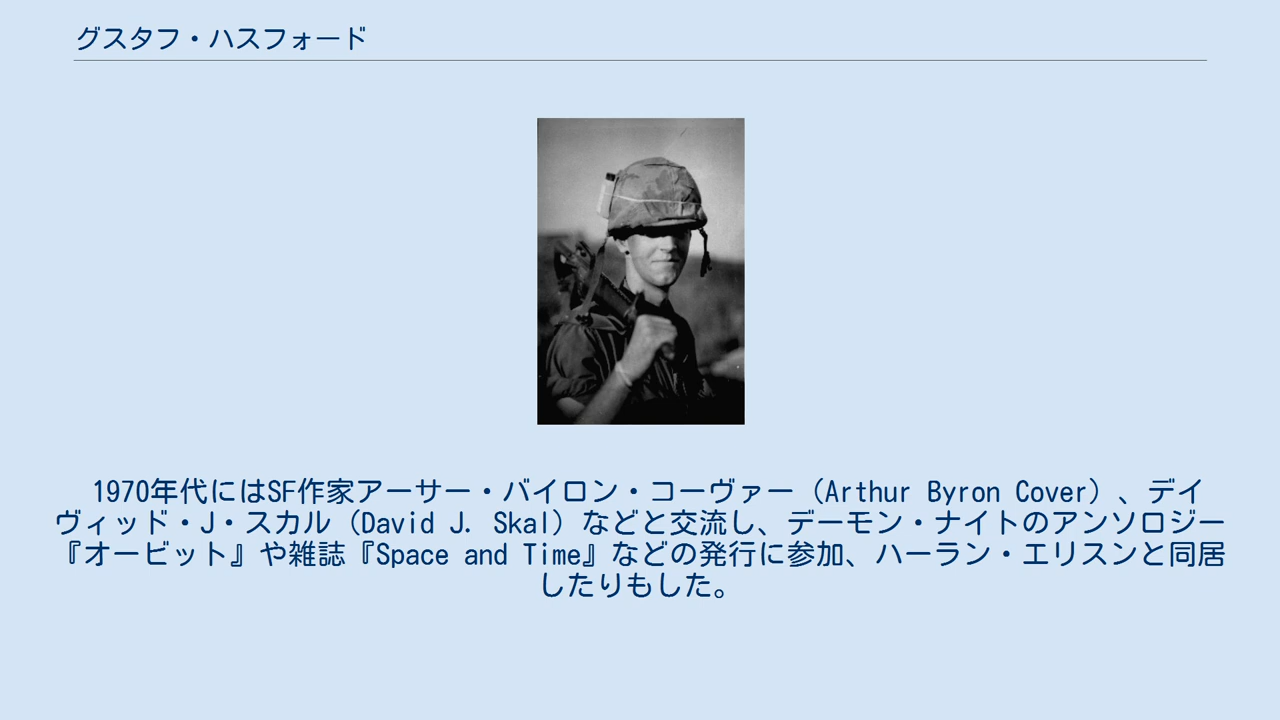 グスタフ・ハスフォード
1970年代にはSF作家アーサー・バイロン・コーヴァー（Arthur Byron Cover）、デイ
ヴィッド・J・スカル（David J. Skal）などと交流し、デーモン・ナイトのアンソロジー
『オービット』や雑誌『Space and Time』などの発行に参加、ハーラン・エリスンと同居
したりもした。